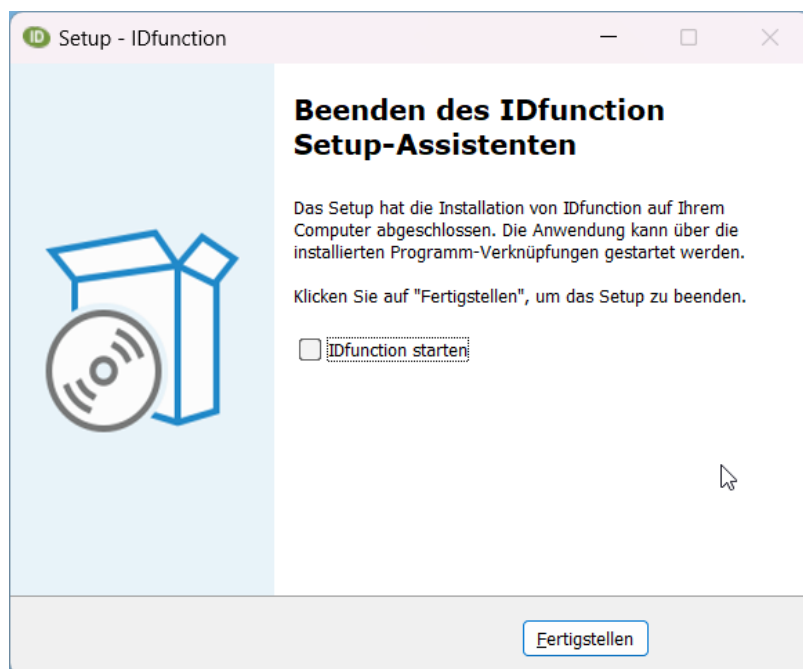 ID Setup - IDfunction
Beenden des IDfunction
Setup-Assistenten
Das Setup hat die Installation von IDfunction auf Ihrem
Computer abgeschlossen. Die Anwendung kann über die
installierten Programm-Verknüpfungen gestartet werden.
Klicken Sie auf "Fertigstellen", um das Setup zu beenden.
IDfunction starten
Fertigstellen